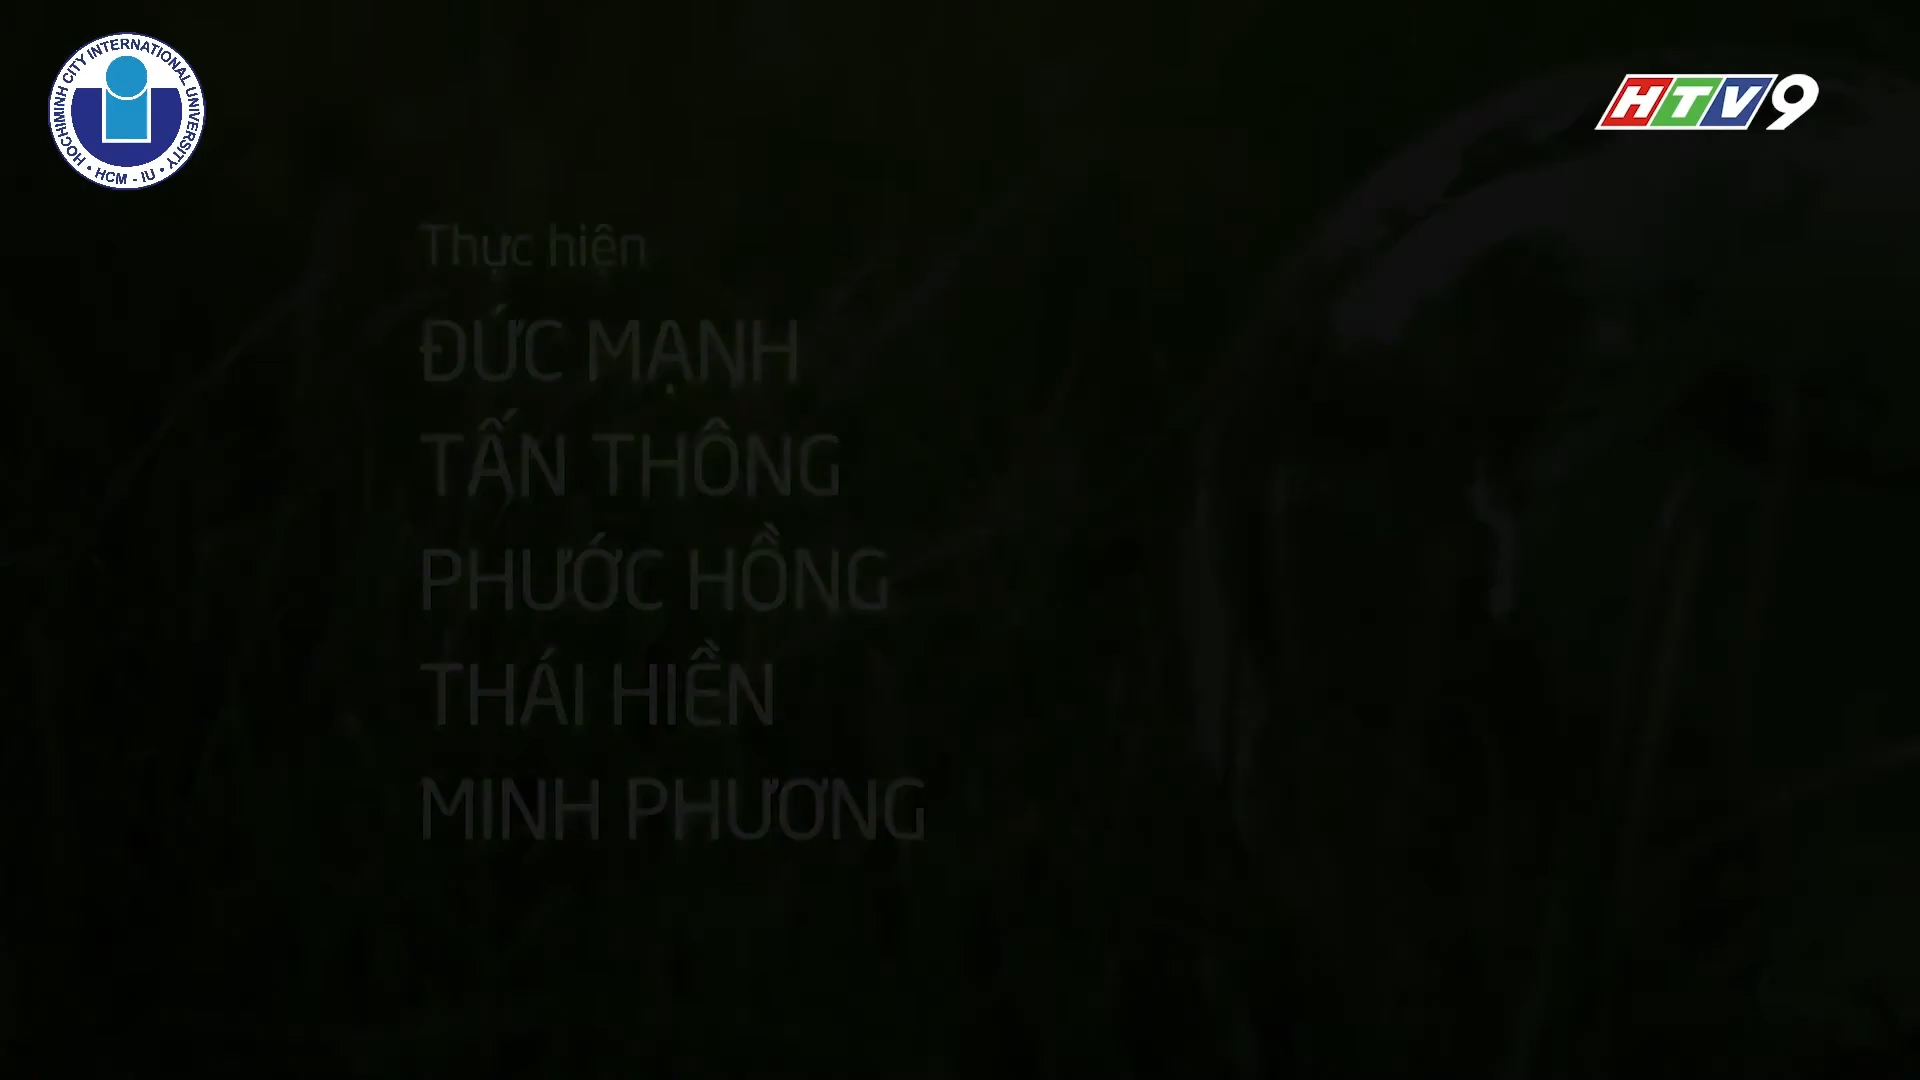 HOCHIMINH CITY INTERNATIONAL UNIVERSITY
• HCM - IU •
HTV9
Thực hiện
ĐỨC MẠNH
TẤN THÔNG
PHƯỚC HỒNG
THÁI HIỀN
MINH PHƯƠNG